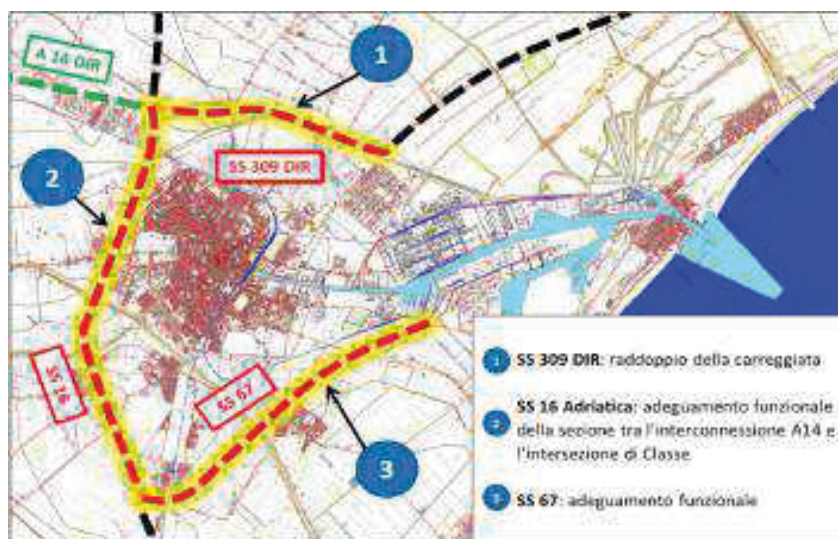 1
A 14 DIR
2
SS 309 DIR
SS 16
SS 67
3
1 SS 309 DIR: raddoppio della carreggiata
2 SS 16 Adriatica: adeguamento funzionale
della sezione tra l'interconnessione A14 e
l'intersezione di Classe
3 SS 67: adeguamento funzionale